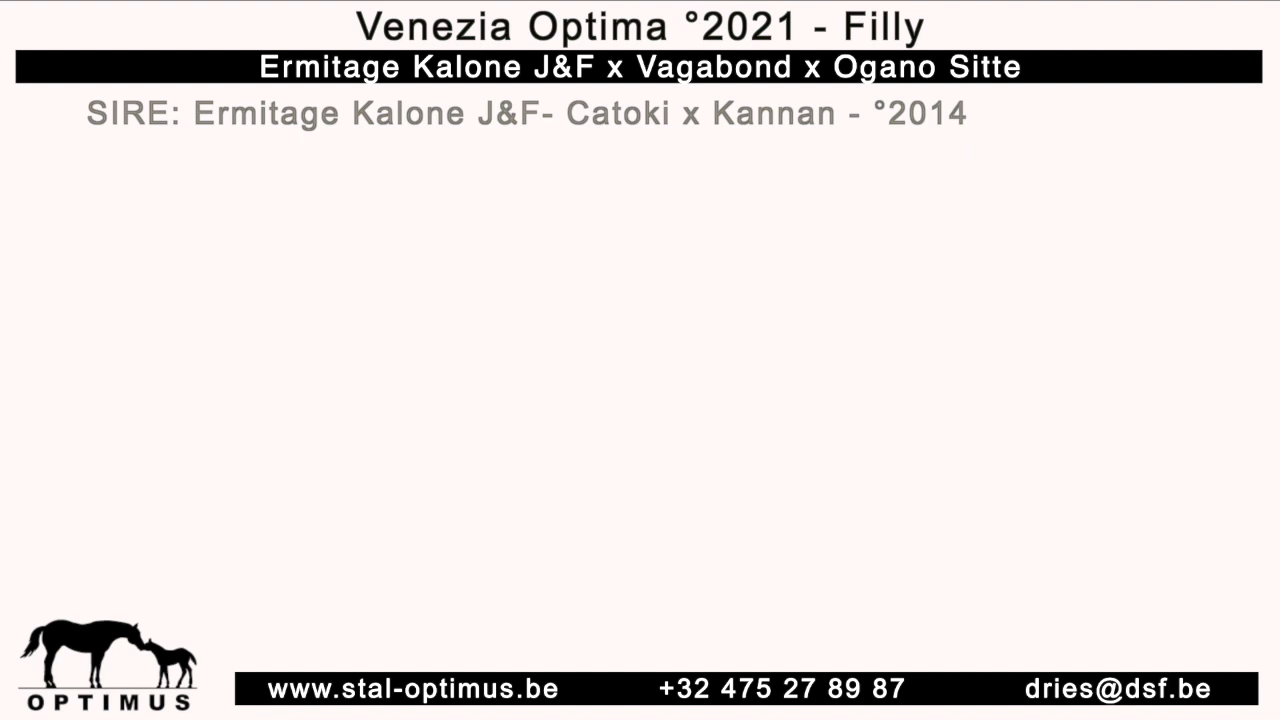 Venezia Optima °2021 - Filly
Ermitage Kalone J&F x Vagabond x Ogano Sitte
SIRE: Ermitage Kalone J&F- Catoki x Kannan - °2014
OPTIMUS
www.stal-optimus.be +32 475 27 89 87 dries@dsf.be